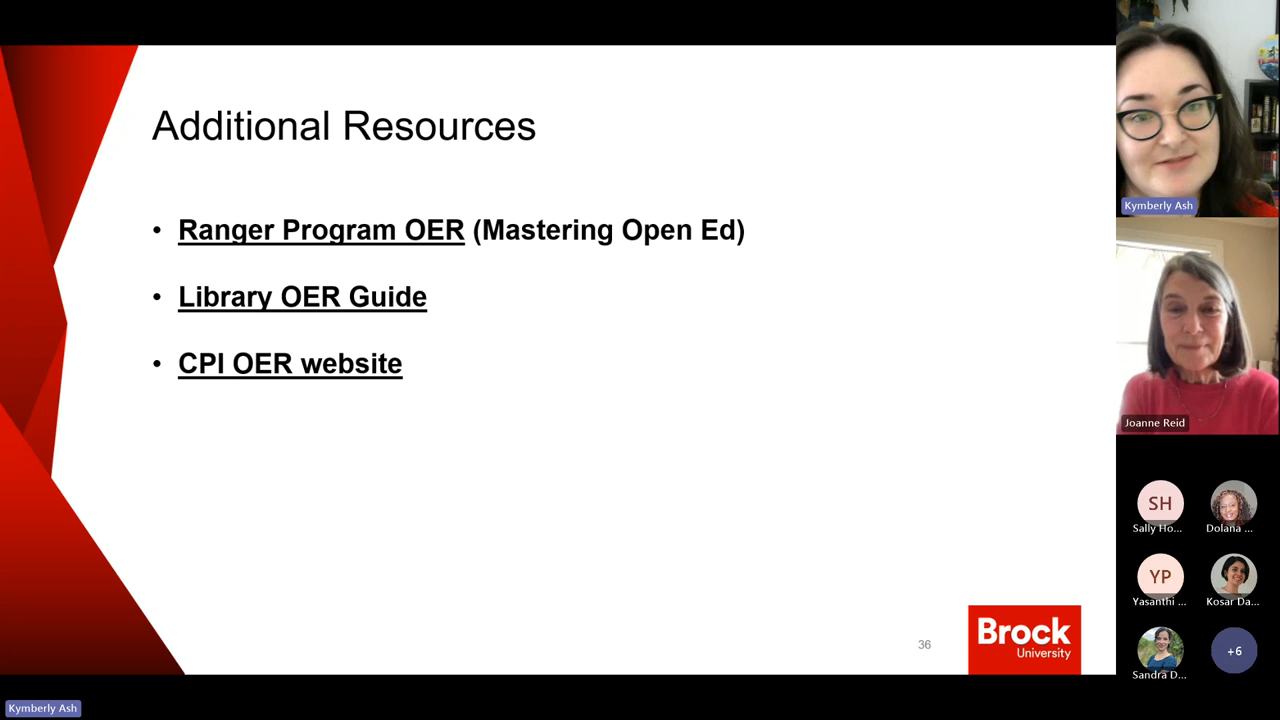 Additional Resources
• Ranger Program OER (Mastering Open Ed)
• Library OER Guide
• CPI OER website
36
Brock
University
Kymberly Ash
Joanne Reid
SH
Sally Ho...
Dolana ...
YP
Yasanthi ...
Kosar Da...
Sandra D...
+6
Kymberly Ash